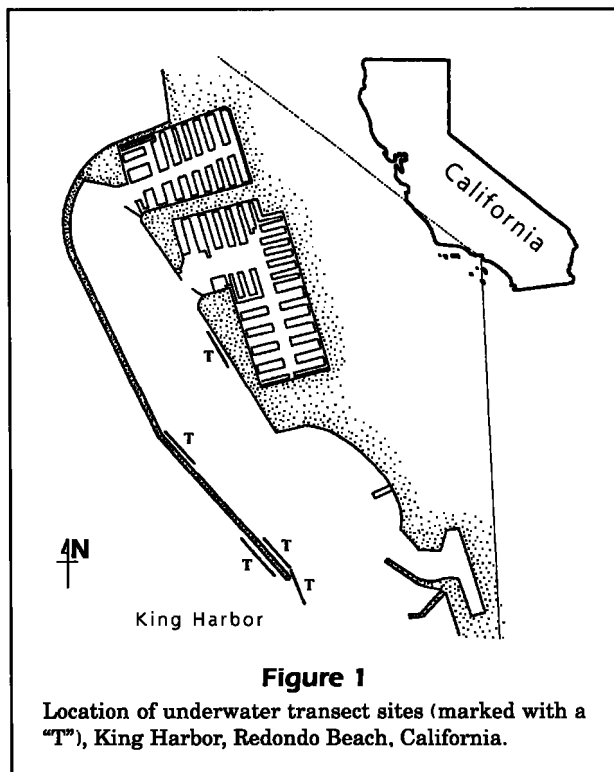 California
T
T
T
T
T
N
King Harbor
Figure 1
Location of underwater transect sites (marked with a
“T”), King Harbor, Redondo Beach, California.